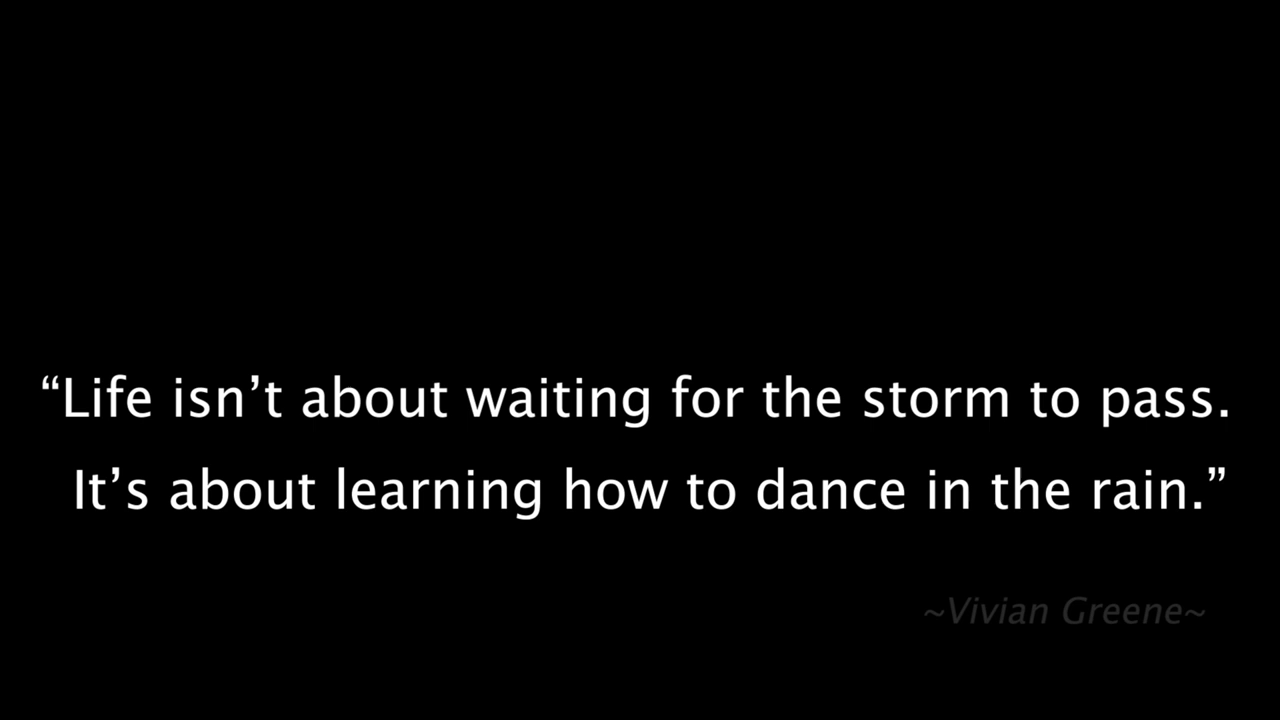 “Life isn’t about waiting for the storm to pass.
It’s about learning how to dance in the rain.”
~Vivian Greene~